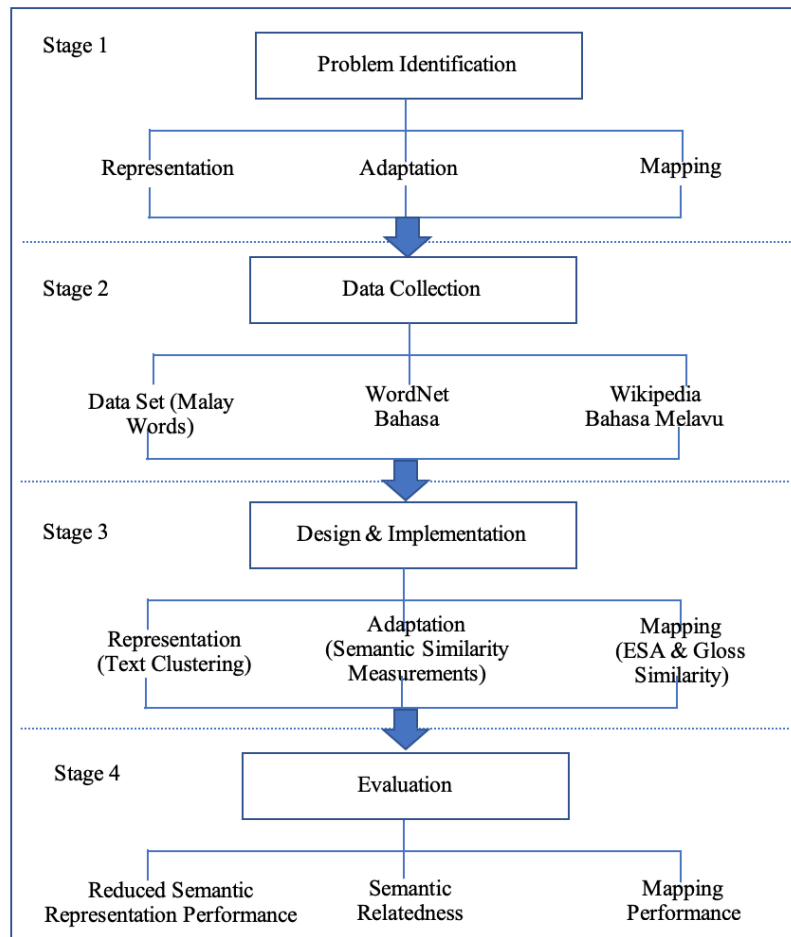 Stage 1
Problem Identification
Representation
Adaptation
Mapping
Stage 2
Data Collection
Data Set (Malay
Words)
WordNet
Bahasa
Wikipedia
Bahasa Melavu
Stage 3
Design & Implementation
Representation
(Text Clustering)
Adaptation
(Semantic Similarity
Measurements)
Mapping
(ESA & Gloss
Similarity)
Stage 4
Evaluation
Reduced Semantic
Representation Performance
Semantic
Relatedness
Mapping
Performance